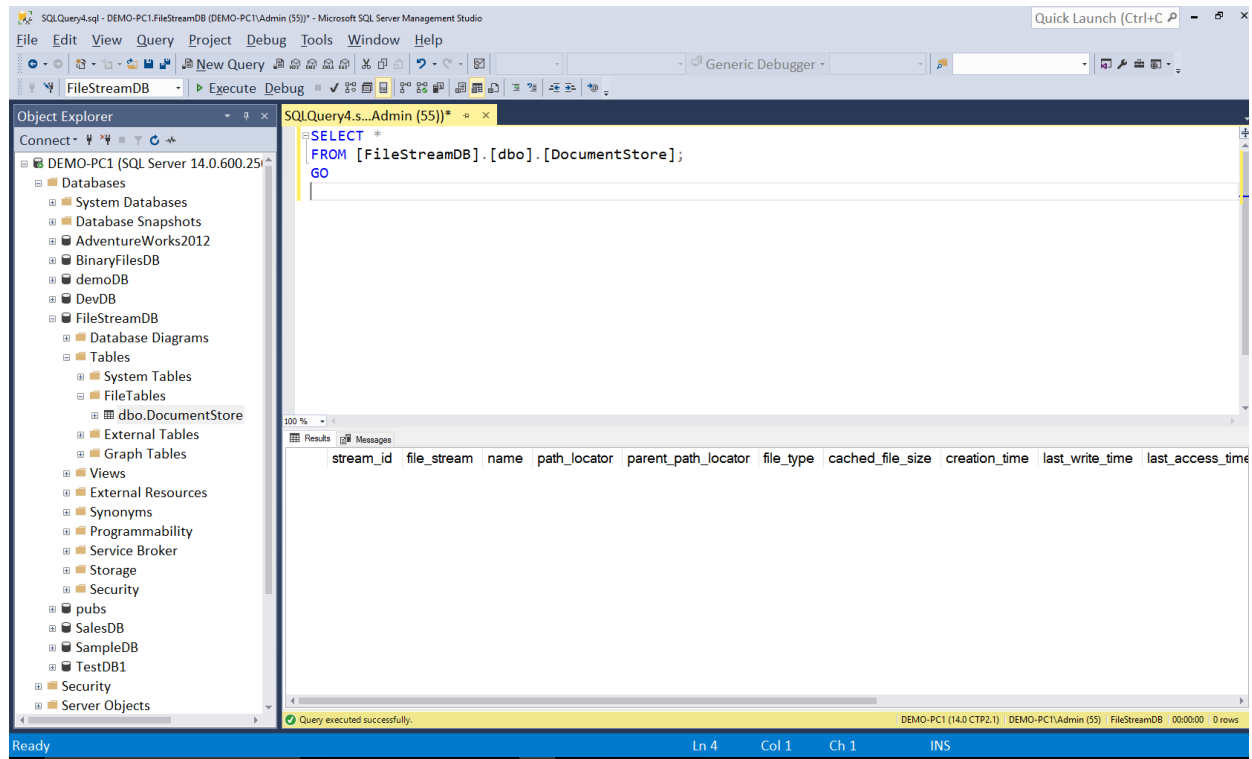 SQLQuery4.sql - DEMO-PC1.FileStreamDB (DEMO-PC1\Admin (55))* - Microsoft SQL Server Management Studio
Quick Launch (Ctrl+C
File Edit View Query Project Debug Tools Window Help
New Query
Generic Debugger
FileStreamDB
Execute Debug
Object Explorer
Connect
DEMO-PC1 (SQL Server 14.0.600.25
Databases
System Databases
Database Snapshots
AdventureWorks2012
BinaryFilesDB
demoDB
DevDB
FileStreamDB
Database Diagrams
Tables
System Tables
FileTables
dbo.DocumentStore
External Tables
Graph Tables
Views
External Resources
Synonyms
Programmability
Service Broker
Storage
Security
pubs
SalesDB
SampleDB
TestDB1
Security
Server Objects
SQLQuery4.s...Admin (55))*
SELECT *
FROM [FileStreamDB].[dbo].[DocumentStore];
GO
100 %
Results Messages
stream_id file_stream name path_locator parent_path_locator file_type cached_file_size creation_time last_write_time last_access_time
Query executed successfully.
DEMO-PC1 (14.0 CTP2.1) DEMO-PC1\Admin (55) FileStreamDB 00:00:00 0 rows
Ready Ln 4 Col 1 Ch 1 INS